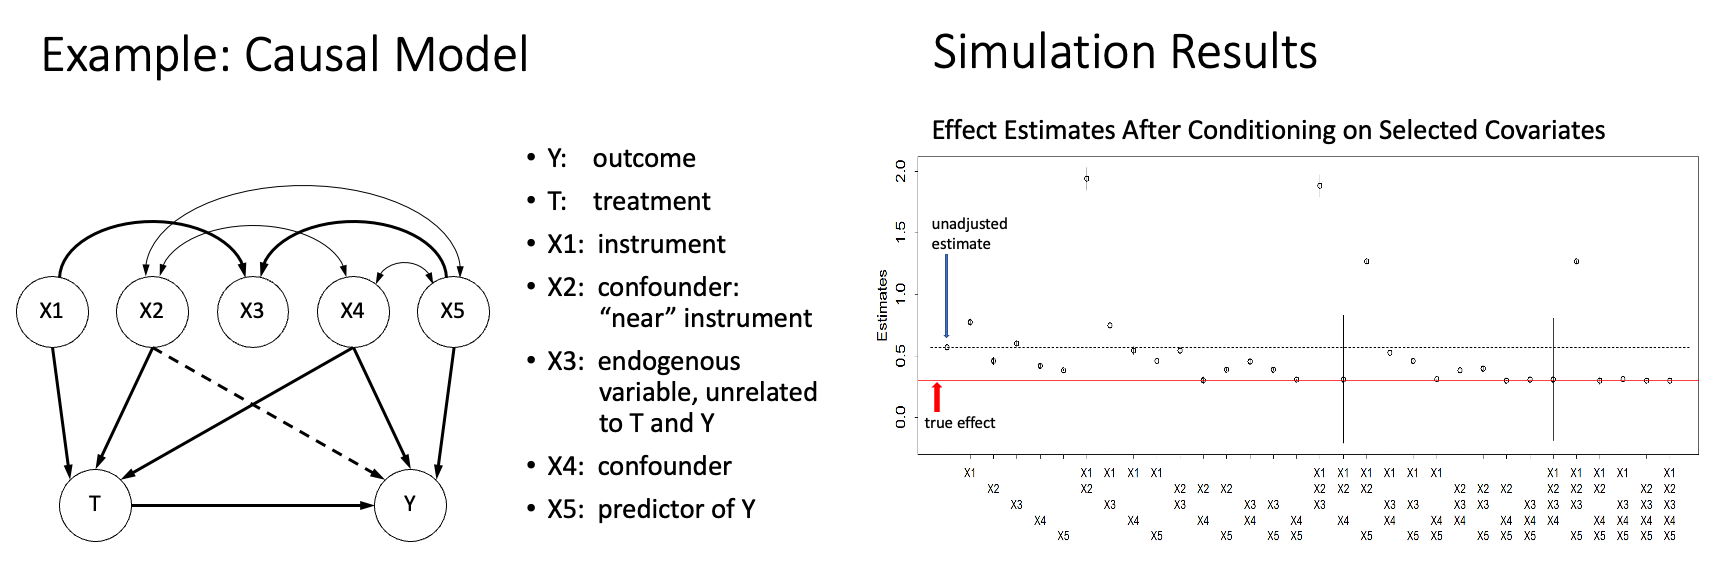 Example: Causal Model
X1 X2 X3 X4 X5
T Y
• Y: outcome
• T: treatment
• X1: instrument
• X2: confounder:
“near” instrument
• X3: endogenous
variable, unrelated
to T and Y
• X4: confounder
• X5: predictor of Y
Simulation Results
Effect Estimates After Conditioning on Selected Covariates
Estimates
2.0
1.5
1.0
0.5
0.0
unadjusted
estimate
true effect
X1 X1 X1 X1 X1 X1 X1 X1 X1 X1 X1 X1 X1 X1 X1 X1
X2 X2 X2 X2 X2 X2 X2 X2 X2 X2 X2 X2 X2 X2 X2 X2
X3 X3 X3 X3 X3 X3 X3 X3 X3 X3 X3 X3 X3 X3 X3 X3
X4 X4 X4 X4 X4 X4 X4 X4 X4 X4 X4 X4 X4 X4 X4 X4
X5 X5 X5 X5 X5 X5 X5 X5 X5 X5 X5 X5 X5 X5 X5 X5